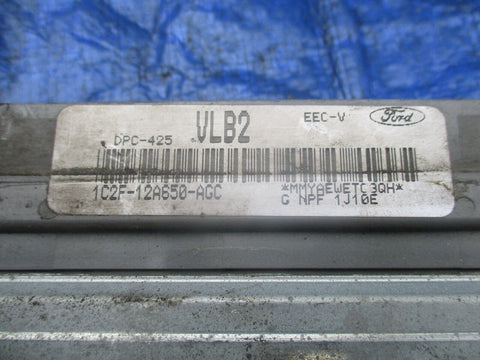 DPC-425 VLB2 EEC-V Ford
1C2F-12A650-AGC *MMYAEWETC3QH*
G NPF 1J10E